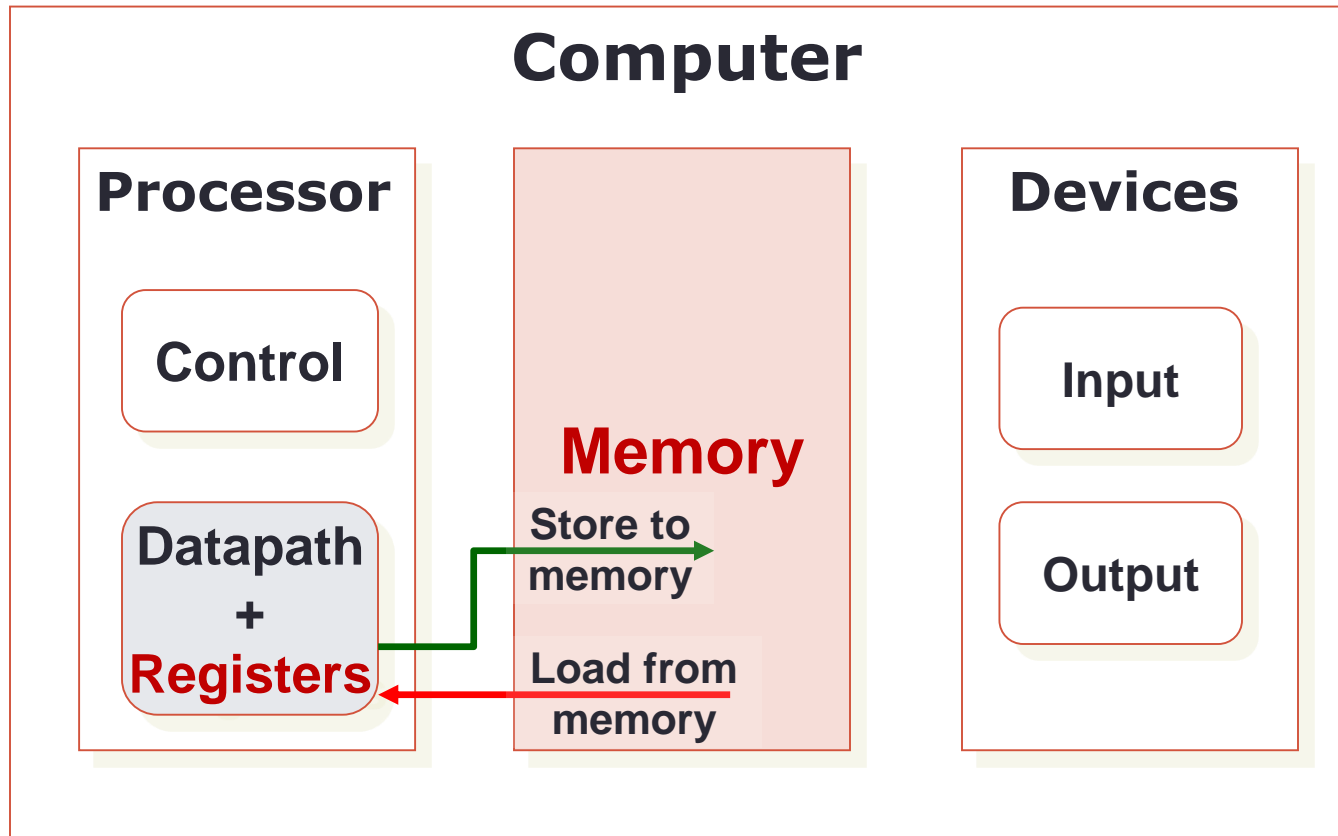 Computer
Processor
Control
Datapath
+
Registers
Memory
Store to
memory
Load from
memory
Devices
Input
Output